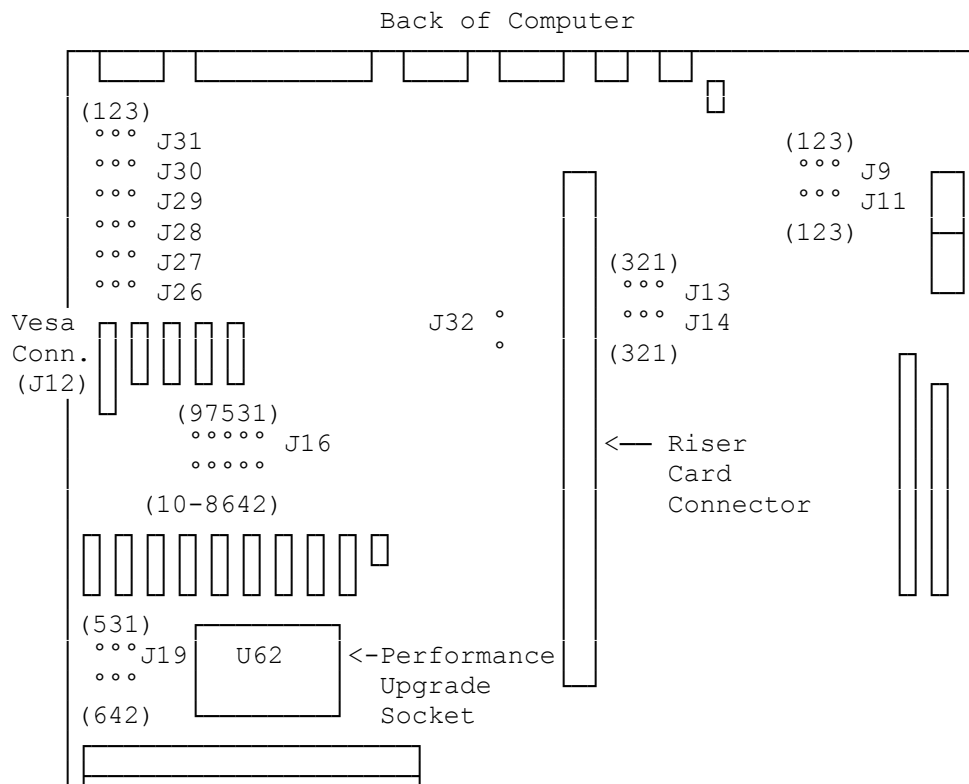 Back of Computer
(123)
J31
(123)
J30
J9
J29
J11
J28
(123)
J27
(321)
J26
J13
Vesa
J32
J14
Conn.
(321)
(J12)
(97531)
J16
<—— Riser
Card
(10-8642)
Connector
(531)
J19
U62
<-Performance
Upgrade
(642)
Socket